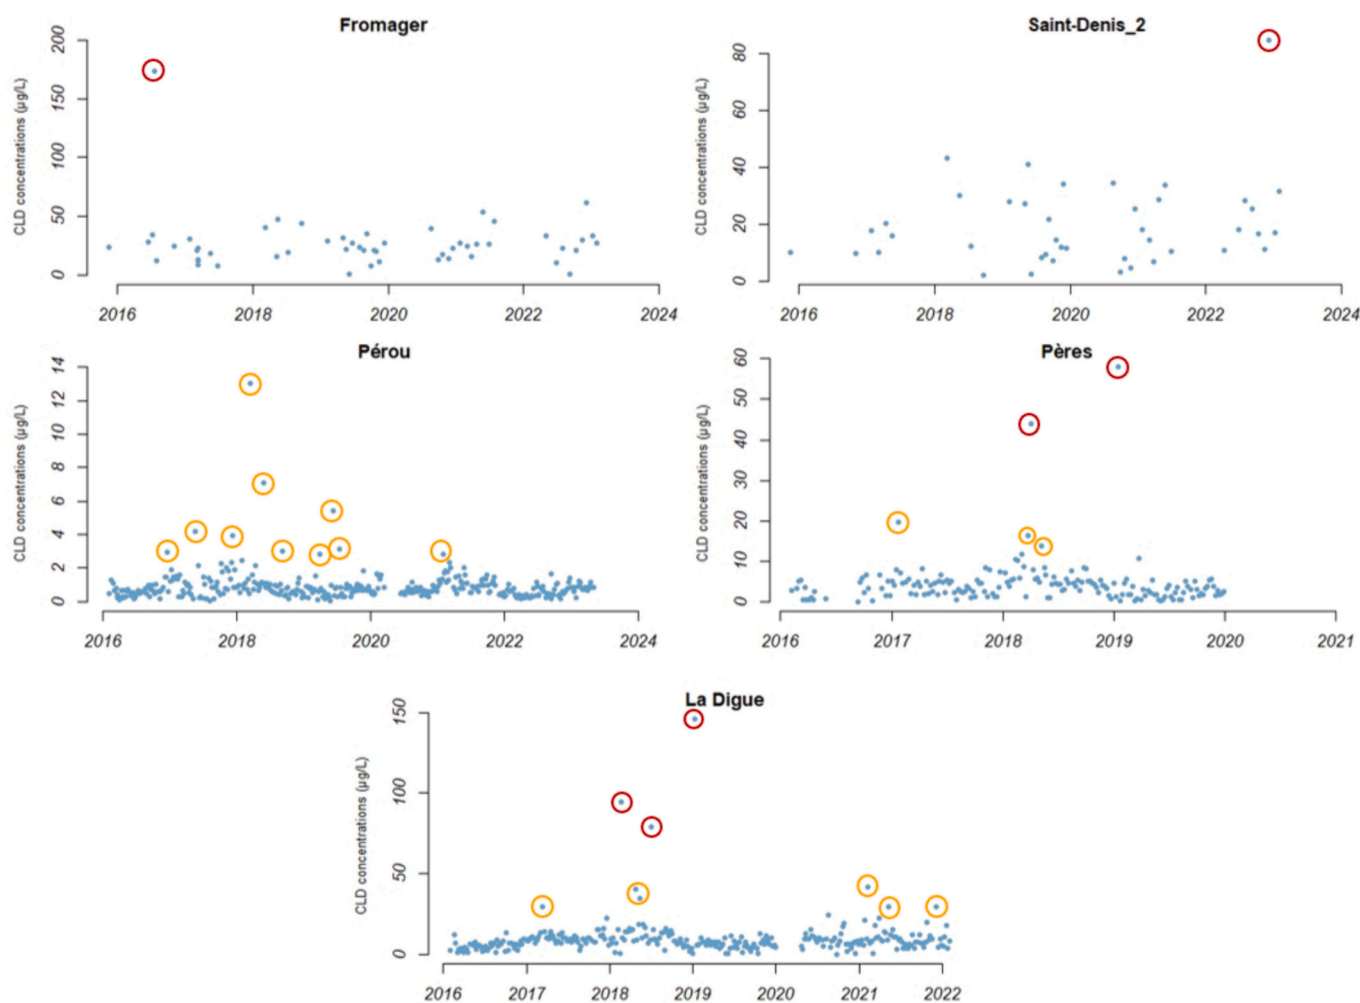 Fromager
CLD concentrations (µg/L)
200
150
100
50
0
2016 2018 2020 2022 2024
Saint-Denis_2
CLD concentrations (µg/L)
80
60
40
20
0
2016 2018 2020 2022 2024
Pérou
CLD concentrations (µg/L)
14
12
10
8
6
4
2
0
2016 2018 2020 2022 2024
Pères
CLD concentrations (µg/L)
60
50
40
30
20
10
0
2016 2017 2018 2019 2020 2021
La Digue
CLD concentrations (µg/L)
150
100
50
0
2016 2017 2018 2019 2020 2021 2022